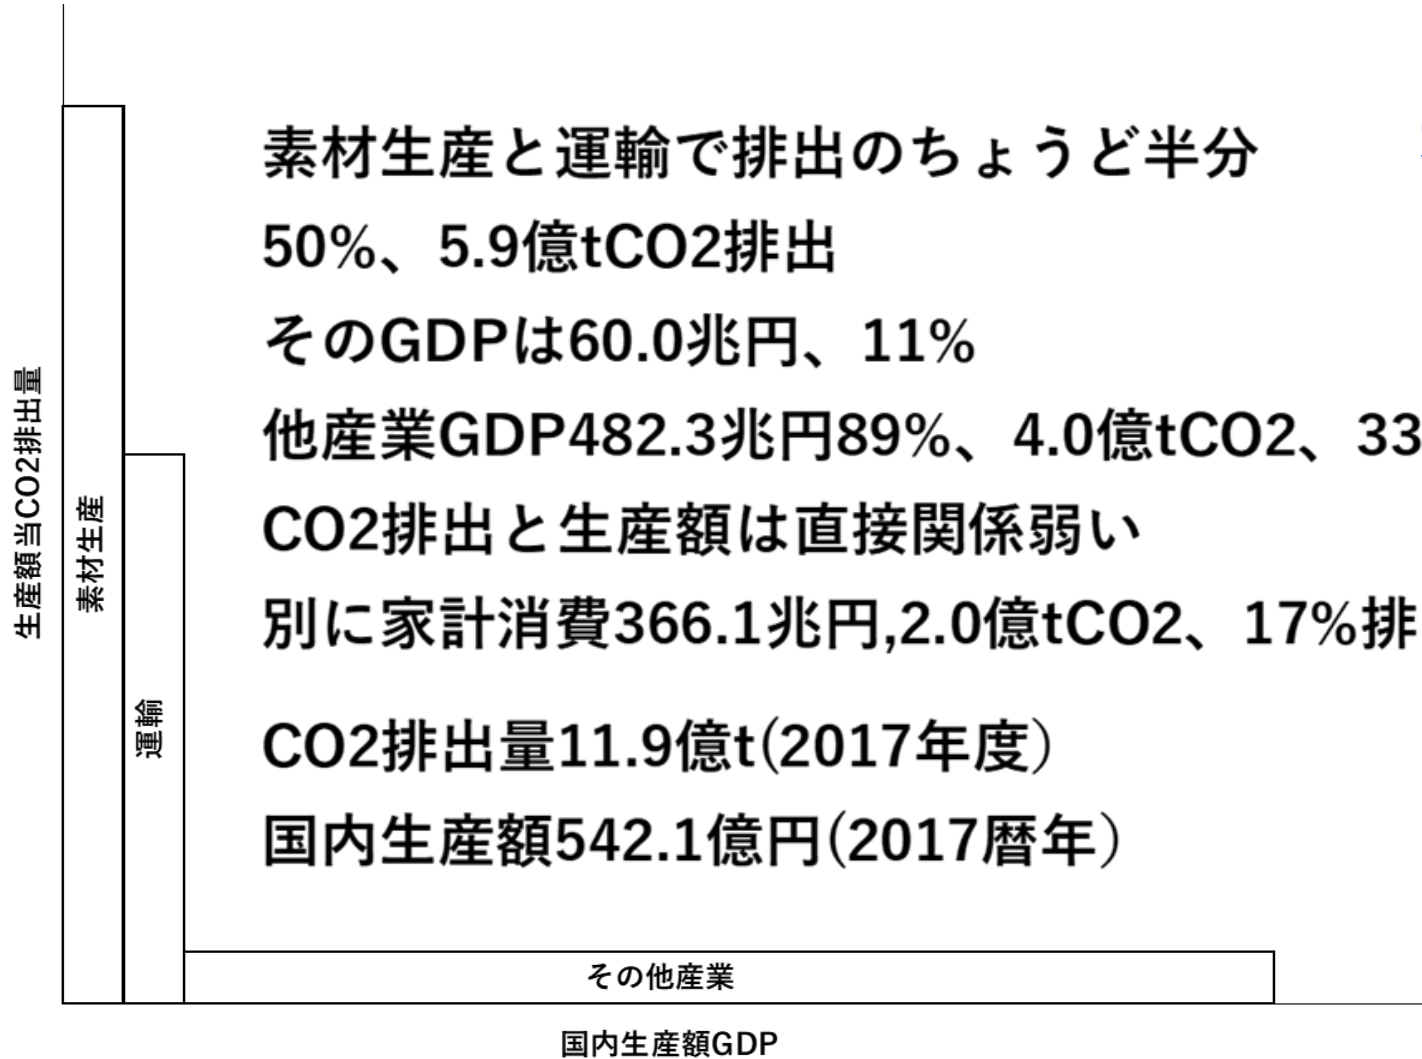 素材生産と運輸で排出のちょうど半分
50%、5.9億tCO2排出
そのGDPは60.0兆円、11%
他産業GDP482.3兆円89%、4.0億tCO2、33
CO2排出と生産額は直接関係弱い
別に家計消費366.1兆円,2.0億tCO2、17%排
CO2排出量11.9億t(2017年度)
国内生産額542.1億円(2017暦年)
生産額当CO2排出量
素材生産
運輸
その他産業
国内生産額GDP